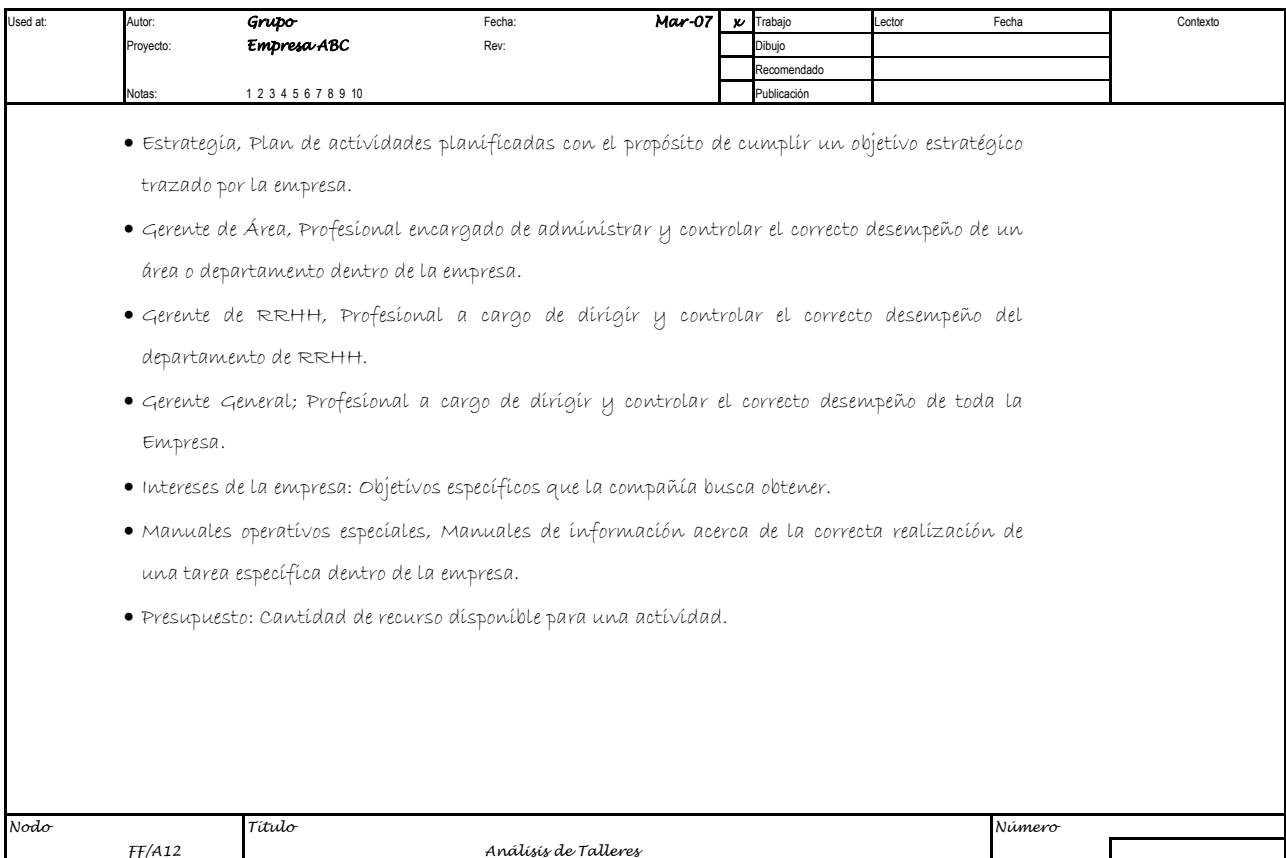 Used at: Autor: Grupo Fecha: Mar-07 x Trabajo Lector Fecha Contexto
Proyecto: Empresa ABC Rev: Dibujo
Recomendado
Notas: 1 2 3 4 5 6 7 8 9 10 Publicación
• Estrategia, Plan de actividades planificadas con el propósito de cumplir un objetivo estratégico
trazado por la empresa.
• Gerente de Área, Profesional encargado de administrar y controlar el correcto desempeño de un
área o departamento dentro de la empresa.
• Gerente de RRHH, Profesional a cargo de dirigir y controlar el correcto desempeño del
departamento de RRHH.
• Gerente General; Profesional a cargo de dirigir y controlar el correcto desempeño de toda la
Empresa.
• Intereses de la empresa: Objetivos específicos que la compañía busca obtener.
• Manuales operativos especiales, Manuales de información acerca de la correcta realización de
una tarea específica dentro de la empresa.
• Presupuesto: Cantidad de recurso disponible para una actividad.
Nodo Título Número
FF/A12 Análisis de Talleres